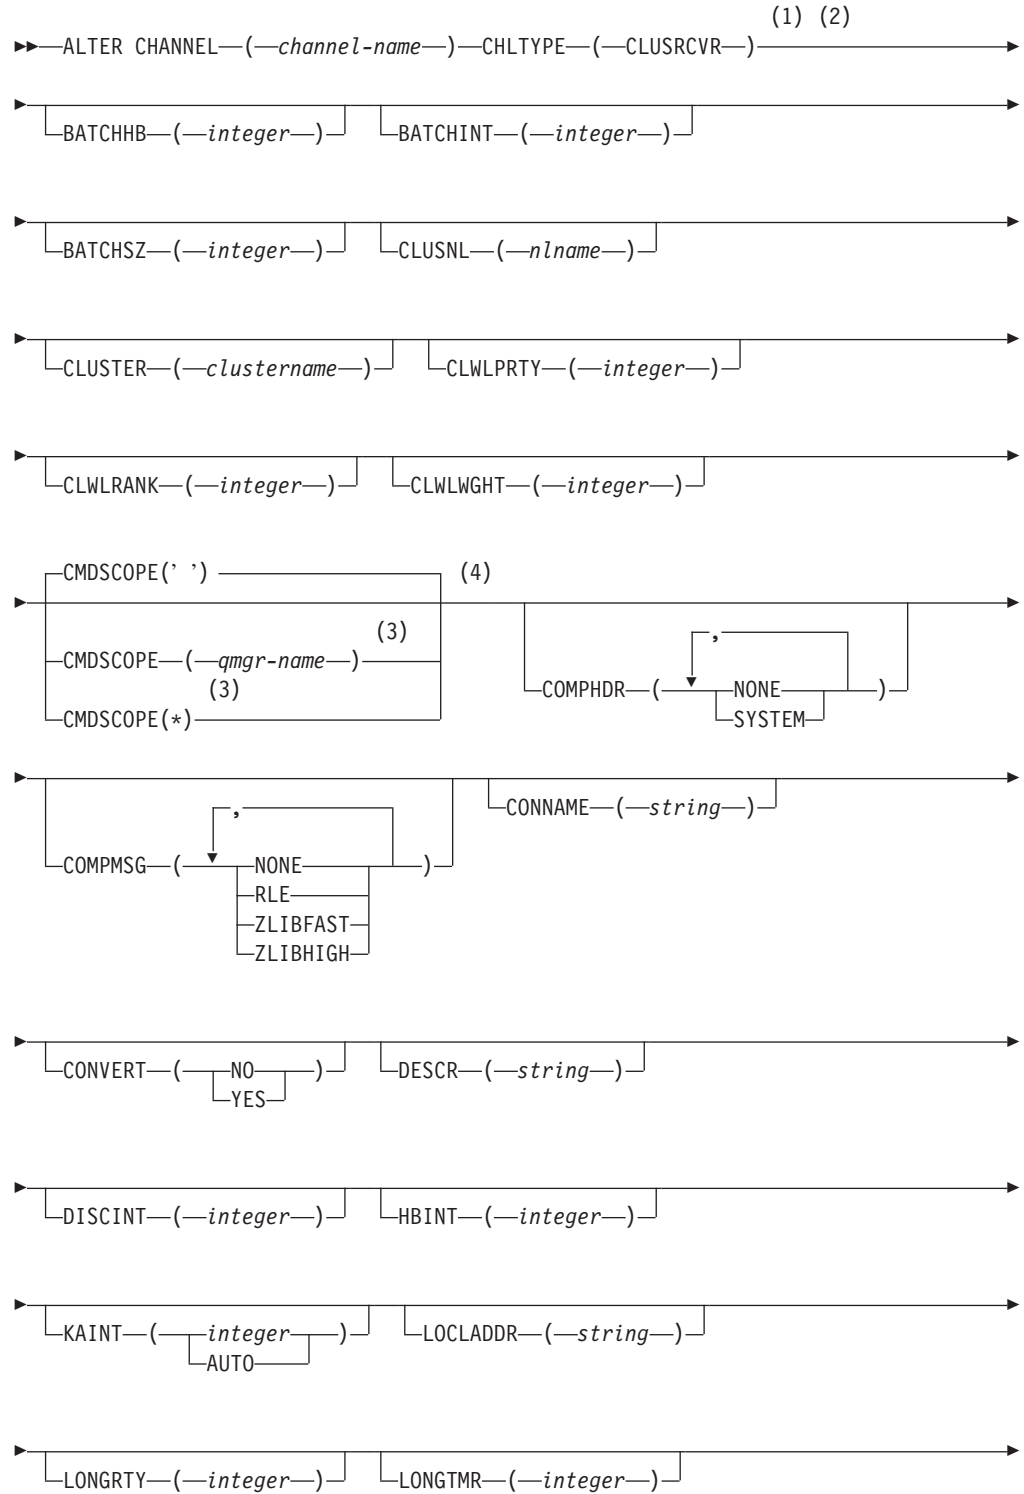 (1) (2)
ALTER CHANNEL (channel-name) CHLTYPE ( CLUSRCVR )
BATCHHB (integer) BATCHINT (integer)
BATCHSZ (integer) CLUSNL (nlname)
CLUSTER (clustername) CLWLPRTY (integer)
CLWLRANK (integer) CLWLWGHT (integer)
CMDSCOPE(' ') (4)
(3)
CMDSCOPE (qmgr-name)
(3)
CMDSCOPE(*)
,
COMPHDR ( NONE )
SYSTEM
,
COMPMSG ( NONE )
RLE
ZLIBFAST
ZLIBHIGH
CONNAME (string)
CONVERT ( NO )
YES
DESCR (string)
DISCINT (integer) HBINT (integer)
KAINT ( integer )
AUTO
LOCLADDR (string)
LONGRTY (integer) LONGTMR (integer)